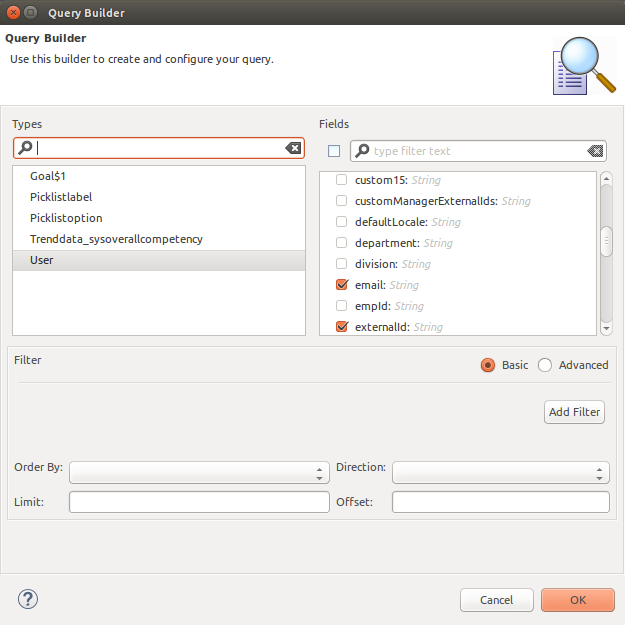 Query Builder
Query Builder
Use this builder to create and configure your query.
Types
Fields
type filter text
Goal$1
Picklistlabel
Picklistoption
Trenddata_sysoverallcompetency
User
custom15: String
customManagerExternalIds: String
defaultLocale: String
department: String
division: String
email: String
empId: String
externalId: String
Filter
Basic
Advanced
Add Filter
Order By:
Direction:
Limit:
Offset:
?
Cancel
OK